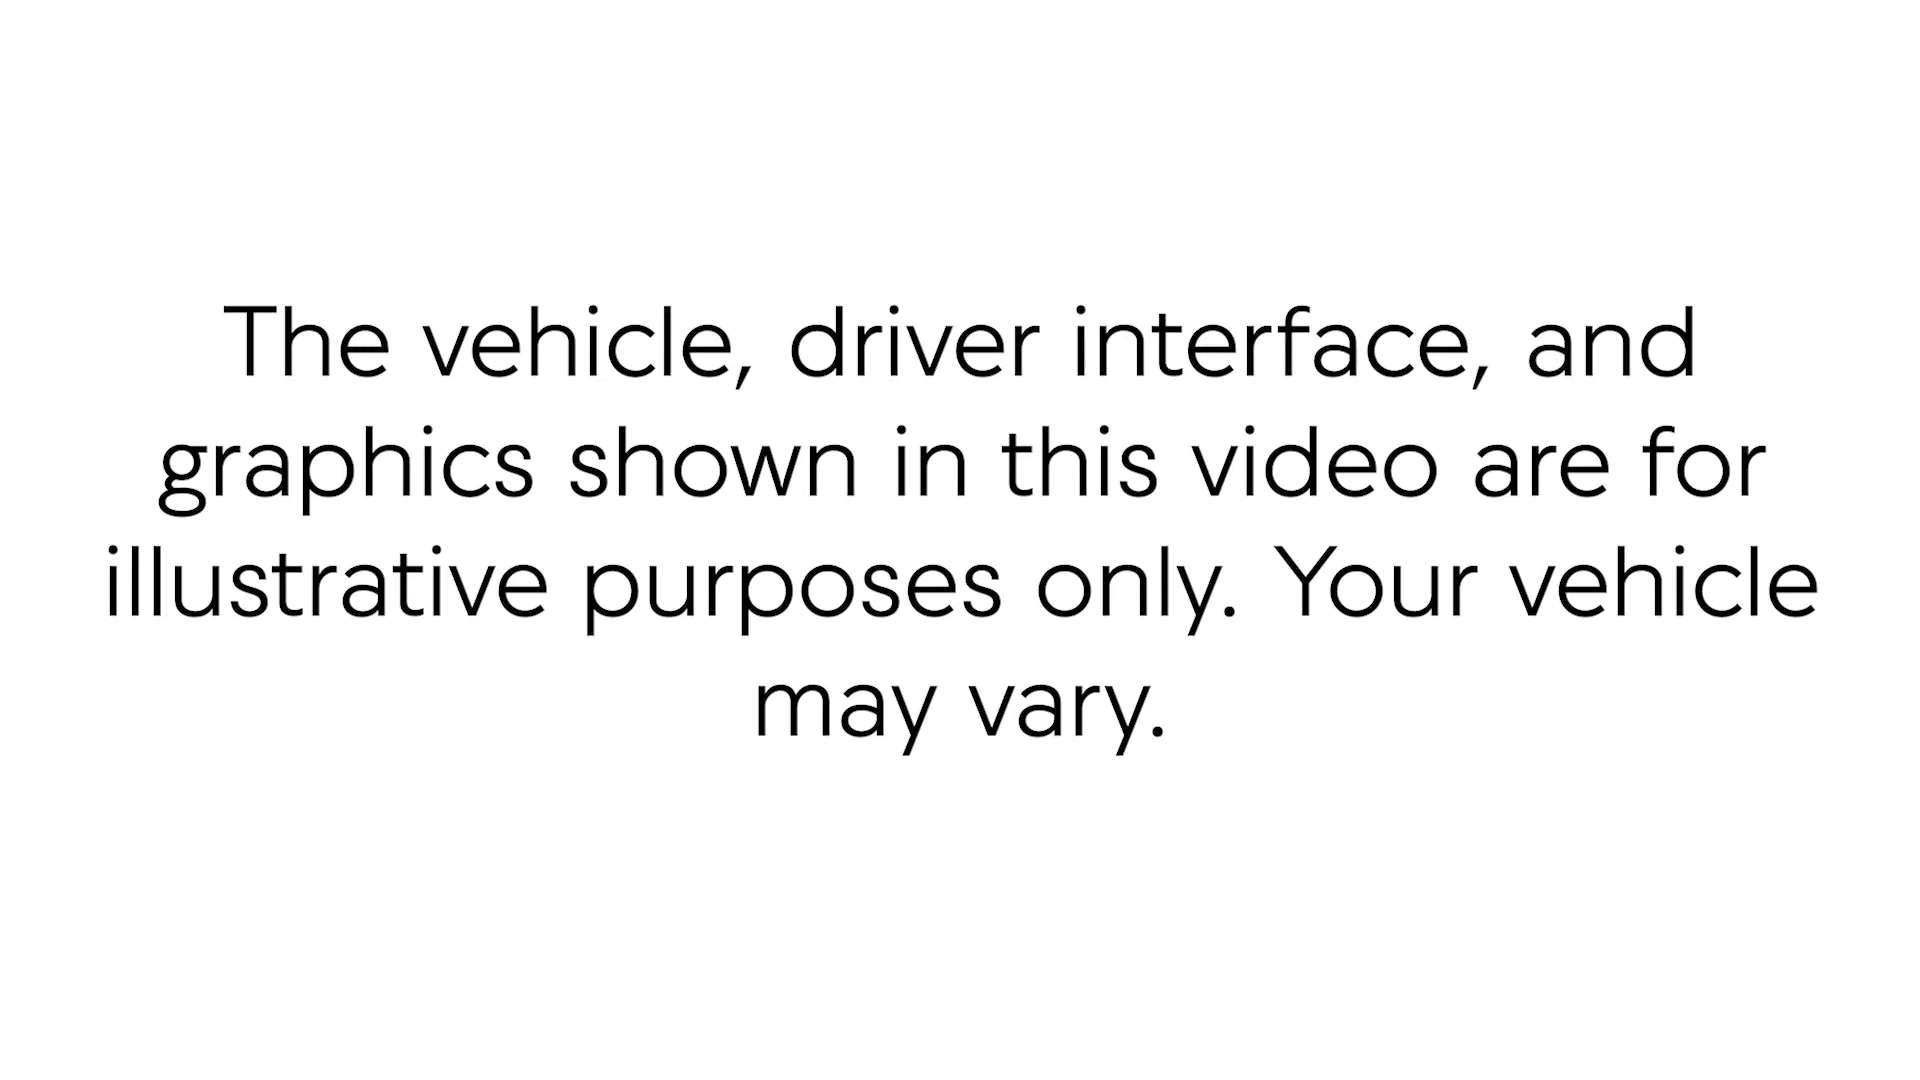 The vehicle, driver interface, and
graphics shown in this video are for
illustrative purposes only. Your vehicle
may vary.